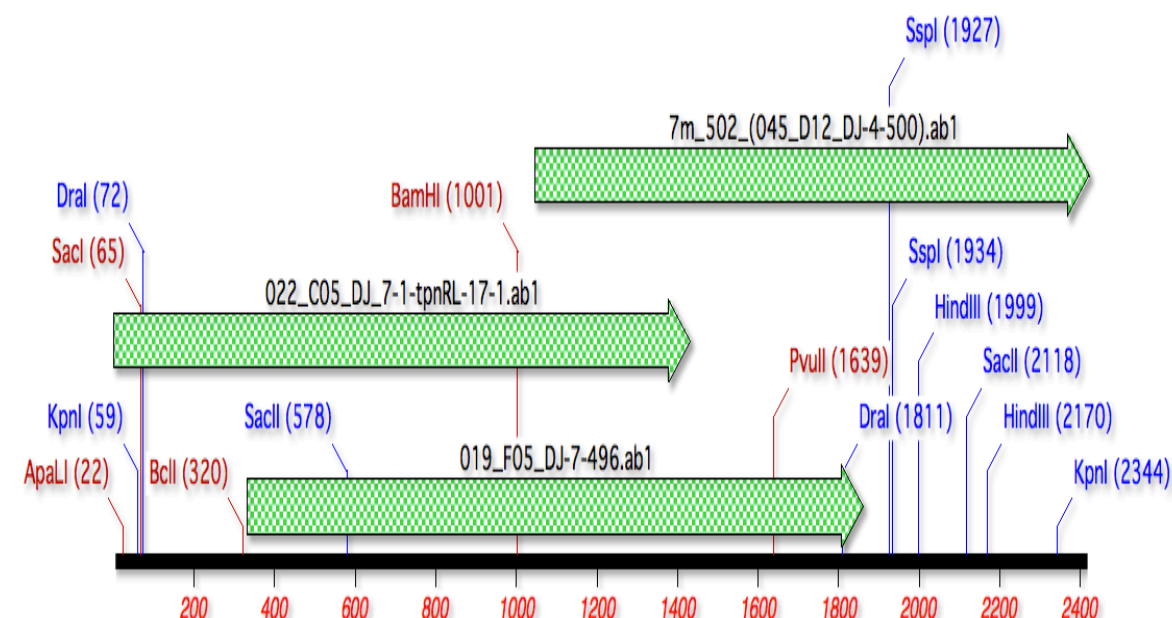 SspI (1927)
7m_502_(045_D12_DJ-4-500).ab1
DraI (72)
BamHI (1001)
SacI (65)
SspI (1934)
022_C05_DJ_7-1-tpnRL-17-1.ab1
HindIII (1999)
PvuII (1639)
SacII (2118)
KpnI (59)
SacII (578)
DraI (1811)
HindIII (2170)
019_F05_DJ-7-496.ab1
ApaLI (22)
BclI (320)
KpnI (2344)
200 400 600 800 1000 1200 1400 1600 1800 2000 2200 2400